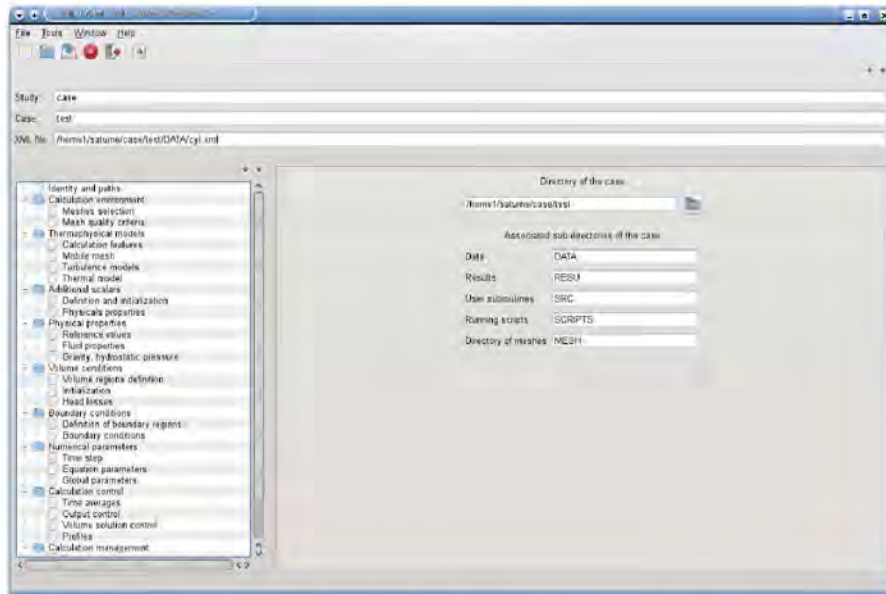 File Tools Window Help
Study: case
Case: test
XML file: /home1/saturne/case/test/DATA/cyl.xml
Identity and paths
Calculation environment
Meshes selection
Mesh quality criteria
Thermophysical models
Calculation features
Mobile mesh
Turbulence models
Thermal model
Additional scalars
Definition and initialization
Physicals properties
Physical properties
Reference values
Fluid properties
Gravity, hydrostatic pressure
Volume conditions
Volume regions definition
Initialization
Head losses
Boundary conditions
Definition of boundary regions
Boundary conditions
Numerical parameters
Time step
Equation parameters
Global parameters
Calculation control
Time averages
Output control
Volume solution control
Profiles
Calculation management
Directory of the case
/home1/saturne/case/test
Associated sub-directories of the case
Data DATA
Results RESU
User subroutines SRC
Running scripts SCRIPTS
Directory of meshes MESH